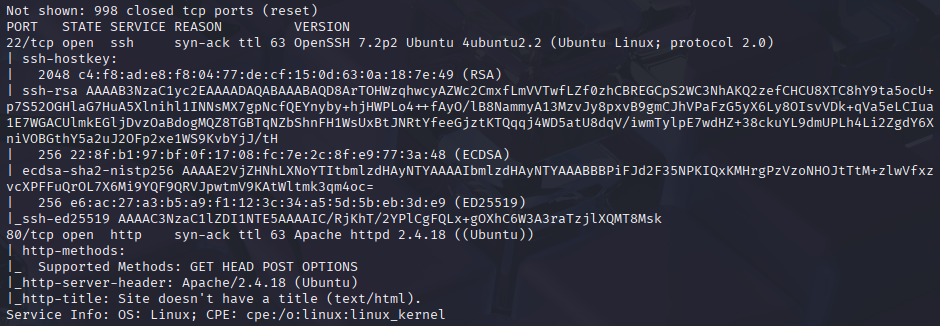 Not shown: 998 closed tcp ports (reset)
PORT   STATE SERVICE REASON         VERSION
22/tcp open  ssh     syn-ack ttl 63 OpenSSH 7.2p2 Ubuntu 4ubuntu2.2 (Ubuntu Linux; protocol 2.0)
| ssh-hostkey:
|   2048 c4:f8:ad:e8:f8:04:77:de:cf:15:0d:63:0a:18:7e:49 (RSA)
| ssh-rsa AAAAB3NzaC1yc2EAAAADAQABAAABAQD8ArTOHWzqhwcyAZWc2CmxfLmVVTwfLZf0zhCBREGCpS2WC3NhAKQ2zefCHCU8XTC8hY9ta5ocU+
p7S52OGHlaG7HuA5Xlnihl1INNsMX7gpNcfQEYnyby+hjHWPLo4++fAyO/lB8NammyA13MzvJy8pxvB9gmCJhVPaFzG5yX6Ly8OIsvVDk+qVa5eLCIua
1E7WGACUlmkEGljDvzOaBdogMQZ8TGBTqNZbShnFH1WsUxBtJNRtYfeeGjztKTQqqj4WD5atU8dqV/iwmTylpE7wdHZ+38ckuYL9dmUPLh4Li2ZgdY6X
niVOBGthY5a2uJ2OFp2xe1WS9KvbYjJ/tH
|   256 22:8f:b1:97:bf:0f:17:08:fc:7e:2c:8f:e9:77:3a:48 (ECDSA)
| ecdsa-sha2-nistp256 AAAAE2VjZHNhLXNoYTItbmlzdHAyNTYAAAAIbmlzdHAyNTYAAABBBPiFJd2F35NPKIQxKMHrgPzVzoNHOJtTtM+zlwVfxz
vcXPFFuQrOL7X6Mi9YQF9QRVJpwtmV9KAtWltmk3qm4oc=
|   256 e6:ac:27:a3:b5:a9:f1:12:3c:34:a5:5d:5b:eb:3d:e9 (ED25519)
|_ssh-ed25519 AAAAC3NzaC1lZDI1NTE5AAAAIC/RjKhT/2YPlCgFQLx+gOXhC6W3A3raTzjlXQMT8Msk
80/tcp open  http    syn-ack ttl 63 Apache httpd 2.4.18 ((Ubuntu))
| http-methods:
|_  Supported Methods: GET HEAD POST OPTIONS
|_http-server-header: Apache/2.4.18 (Ubuntu)
|_http-title: Site doesn't have a title (text/html).
Service Info: OS: Linux; CPE: cpe:/o:linux:linux_kernel